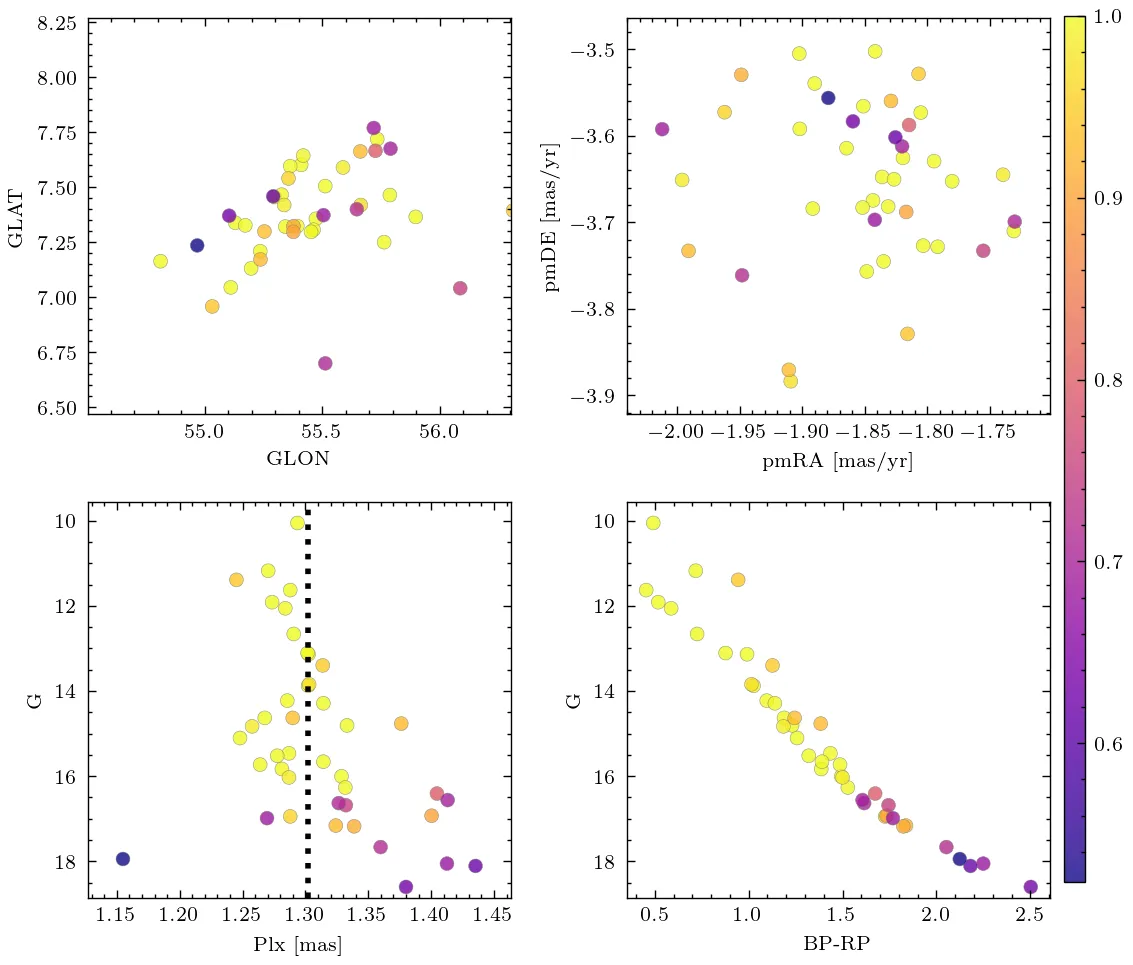 8.25
8.00
7.75
7.50
7.25
7.00
6.75
6.50
GLAT
55.0 55.5 56.0
GLON
−3.5
−3.6
−3.7
−3.8
−3.9
pmDE [mas/yr]
−2.00 −1.95 −1.90 −1.85 −1.80 −1.75
pmRA [mas/yr]
1.0
0.9
0.8
0.7
0.6
10
12
14
16
18
G
1.15 1.20 1.25 1.30 1.35 1.40 1.45
Plx [mas]
10
12
14
16
18
G
0.5 1.0 1.5 2.0 2.5
BP-RP